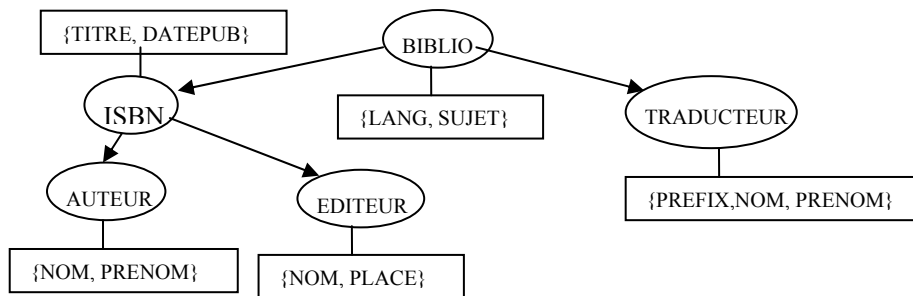 {TITRE, DATEPUB}
BIBLIO
ISBN
{LANG, SUJET}
TRADUCTEUR
AUTEUR
EDITEUR
{PREFIX,NOM, PRENOM}
{NOM, PRENOM}
{NOM, PLACE}